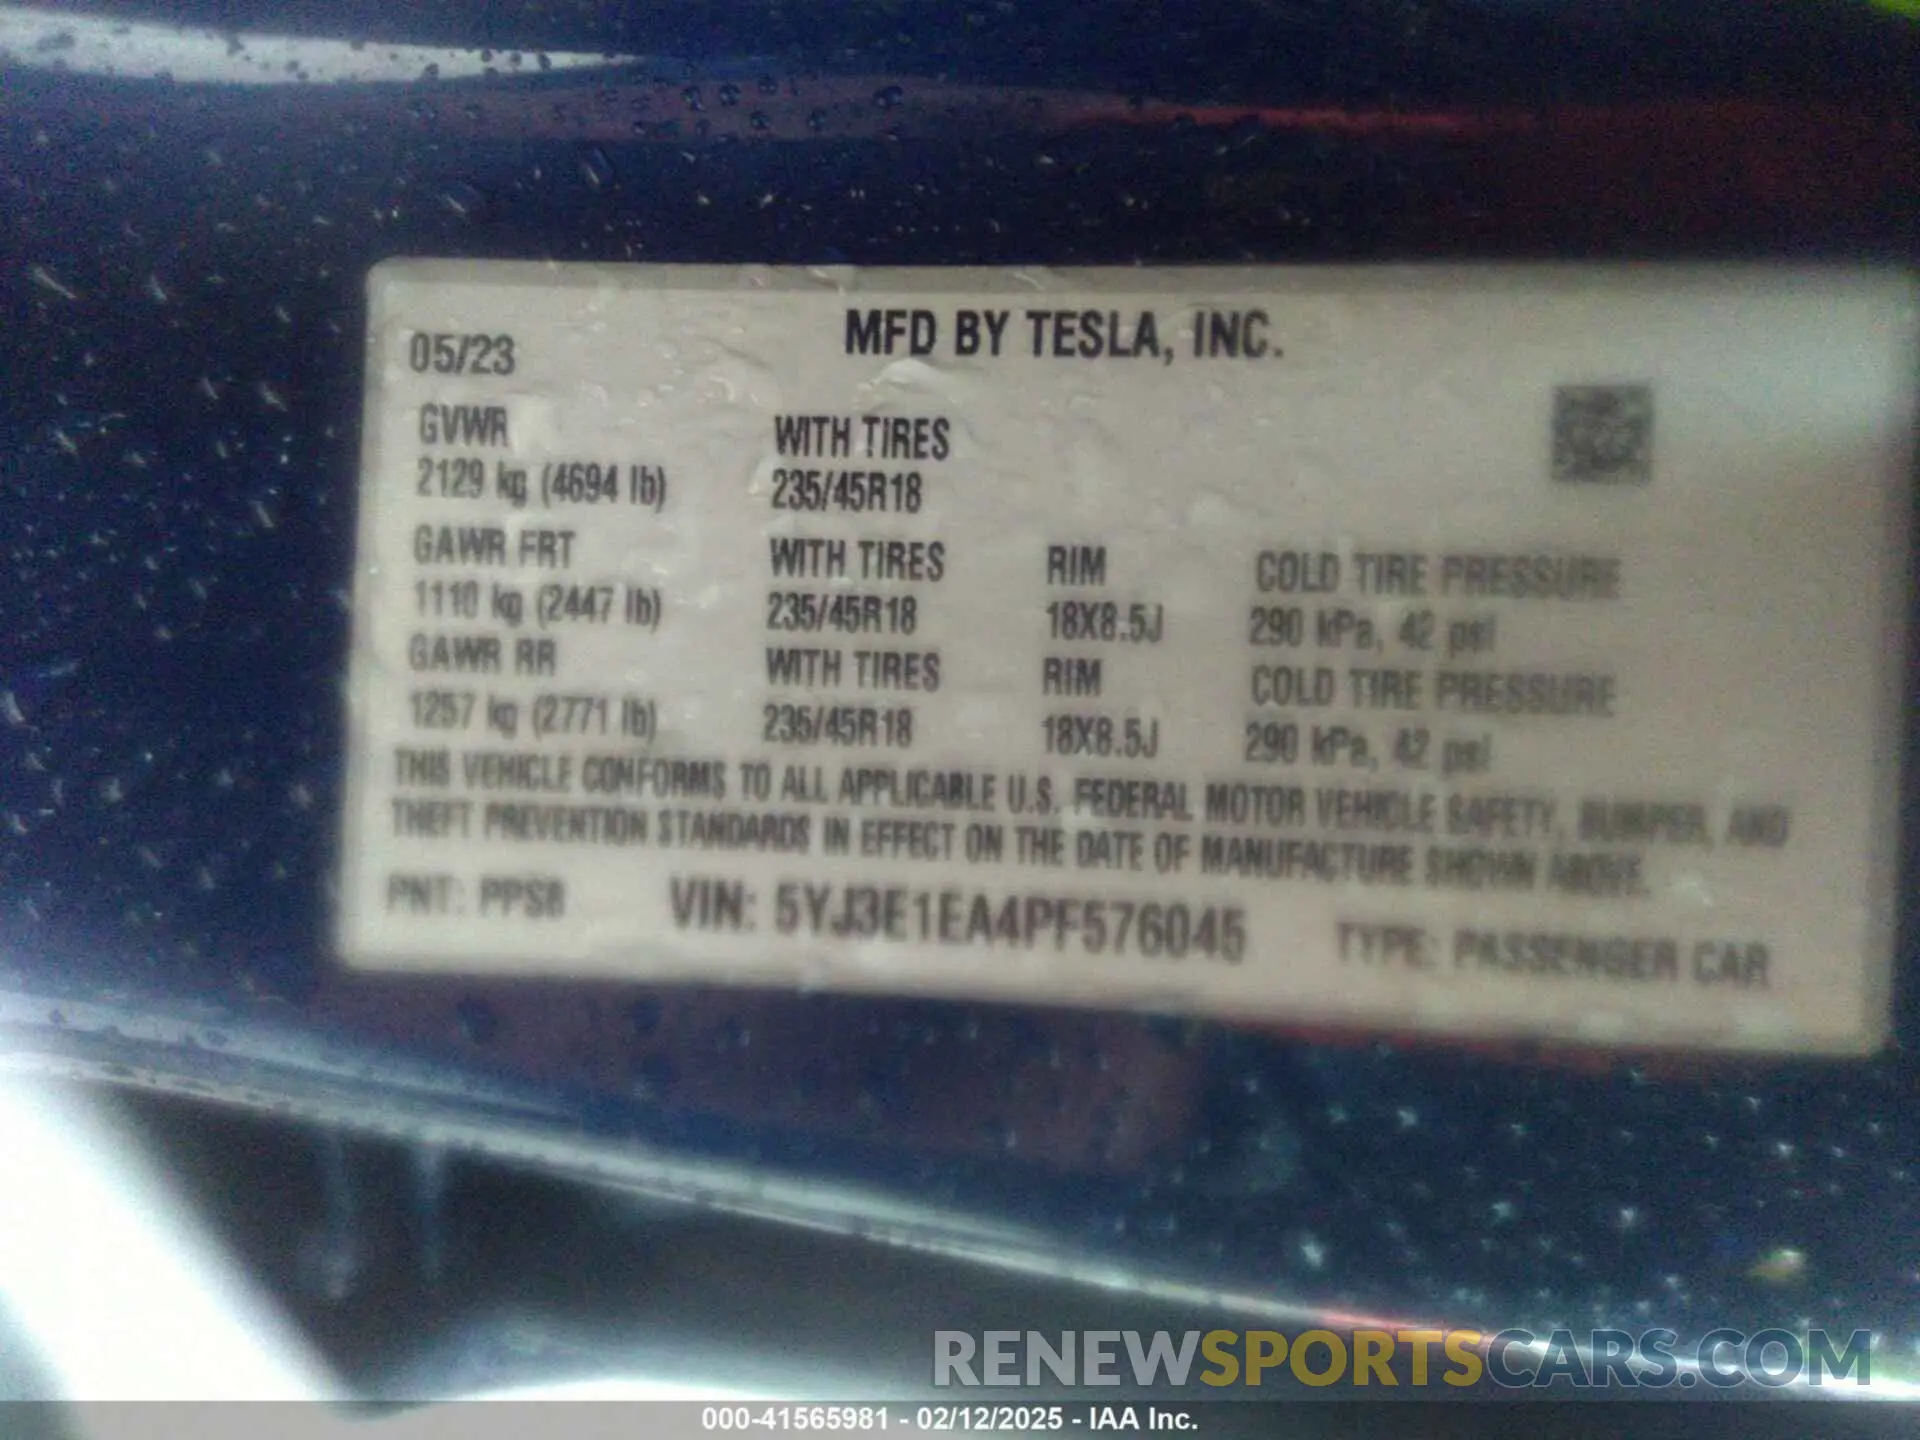 MFD BY TESLA, INC.
05/23
GVWR WITH TIRES
2129 kg (4694 lb) 235/45R18
GAWR FRT WITH TIRES RIM COLD TIRE PRESSURE
1110 kg (2447 lb) 235/45R18 18X8.5J 290 kPa, 42 psi
GAWR RR WITH TIRES RIM COLD TIRE PRESSURE
1257 kg (2771 lb) 235/45R18 18X8.5J 290 kPa, 42 psi
THIS VEHICLE CONFORMS TO ALL APPLICABLE U.S. FEDERAL MOTOR VEHICLE SAFETY, BUMPER, AND
THEFT PREVENTION STANDARDS IN EFFECT ON THE DATE OF MANUFACTURE SHOWN ABOVE.
PNT: PPSB VIN: 5YJ3E1EA4PF576045 TYPE: PASSENGER CAR
RENEWSPORTSCARS.COM
000-41565981 - 02/12/2025 - IAA Inc.